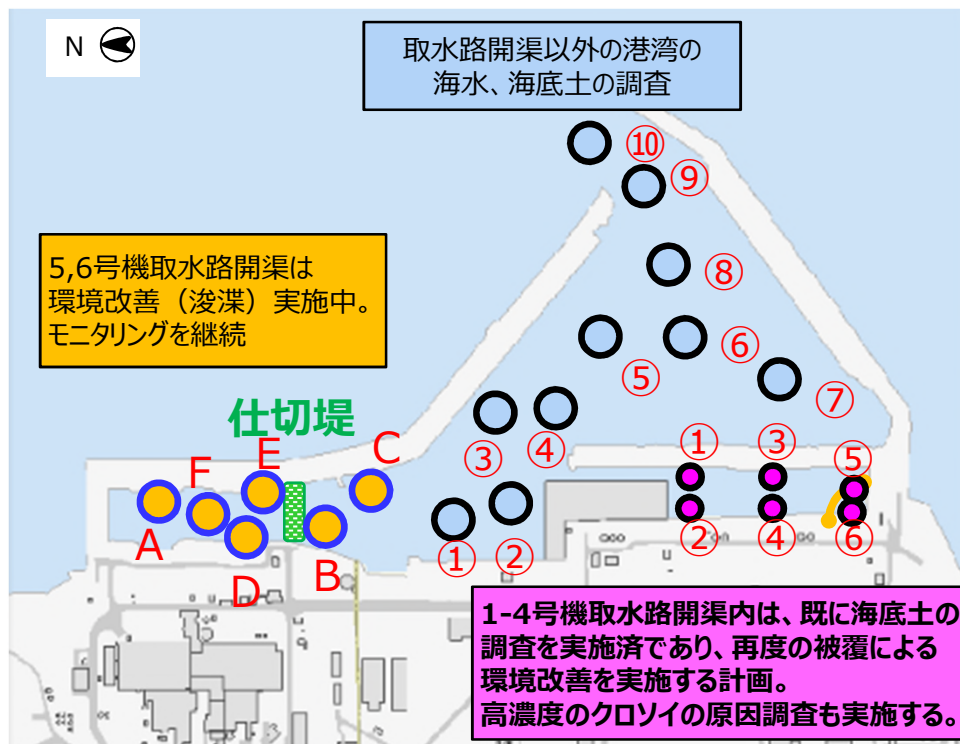 N
取水路開渠以外の港湾の
海水、海底土の調査
⑩
⑨
5,6号機取水路開渠は
環境改善（浚渫）実施中。
モニタリングを継続
⑧
⑥
⑤
⑦
仕切堤
③
④
F
E
C
①
③
⑤
A
D
B
①
②
②
④
⑥
1-4号機取水路開渠内は、既に海底土の
調査を実施済であり、再度の被覆による
環境改善を実施する計画。
高濃度のクロソイの原因調査も実施する。